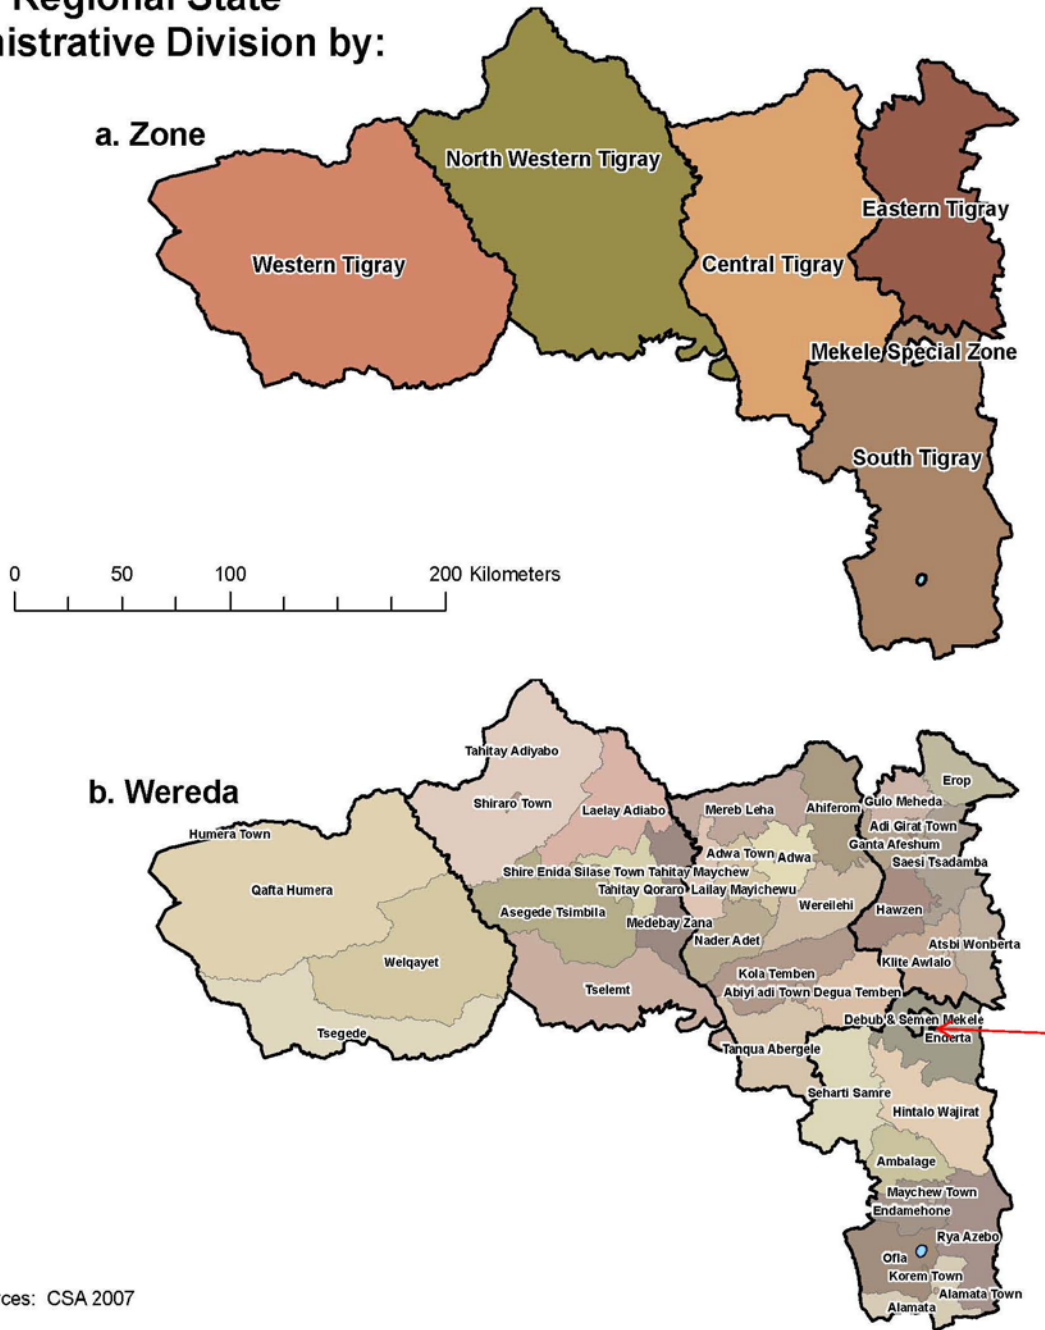 Regional State
nistrative Division by:
a. Zone
North Western Tigray
Eastern Tigray
Western Tigray
Central Tigray
Mekele Special Zone
South Tigray
0 50 100 200 Kilometers
b. Wereda
Tahitay Adiyabo
Erop
Shiraro Town
Laelay Adiabo
Mereb Leha
Ahiferom
Gulo Meheda
Humera Town
Adi Girat Town
Ganta Afeshum
Adwa Town
Adwa
Saesi Tsadamba
Shire Enida Silase Town
Tahitay Maychew
Qafta Humera
Tahitay Qoraro
Lailay Mayichewu
Wereilehi
Hawzen
Asegede Tsimbila
Medebay Zana
Nader Adet
Atsbi Wonberta
Welqayet
Klite Awlalo
Kola Temben
Tselemt
Abiyi adi Town
Degua Temben
Debub & Semen Mekele
Tsegede
Enderta
Tanqua Abergele
Seharti Samre
Hintalo Wajirat
Ambalage
Maychew Town
Endamehone
Rya Azebo
Ofla
Korem Town
Alamata Town
Alamata
rces: CSA 2007